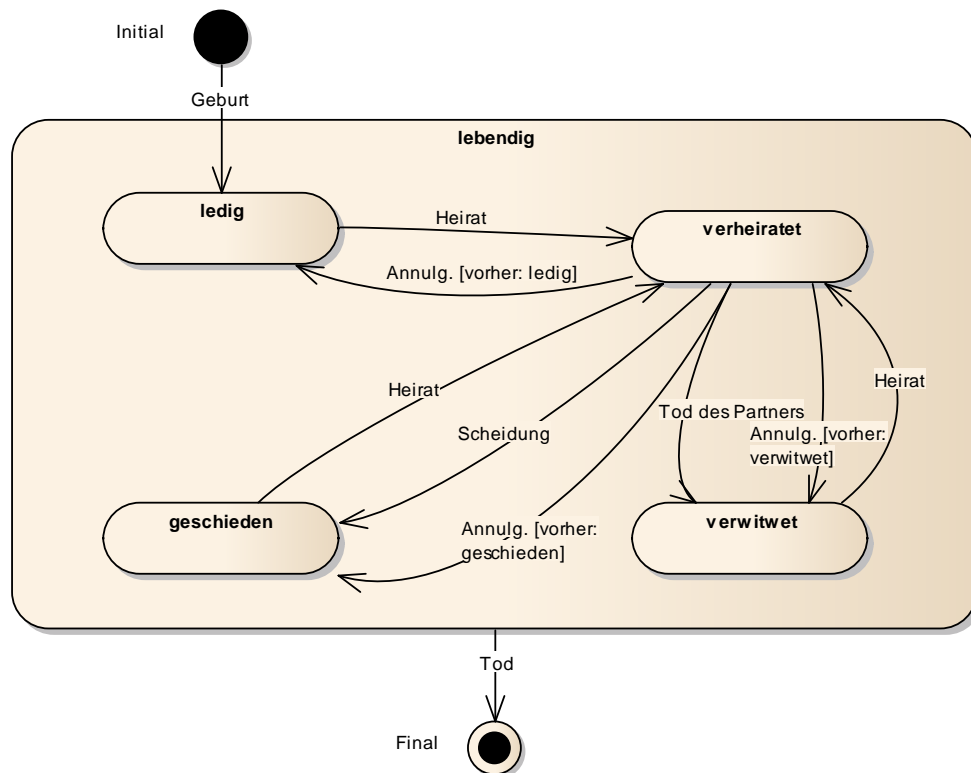 Initial
Geburt
lebendig
ledig
Heirat
verheiratet
Annulg. [vorher: ledig]
Heirat
Heirat
Tod des Partners
Scheidung
Annulg. [vorher:
verwitwet]
geschieden
Annulg. [vorher:
geschieden]
verwitwet
Tod
Final